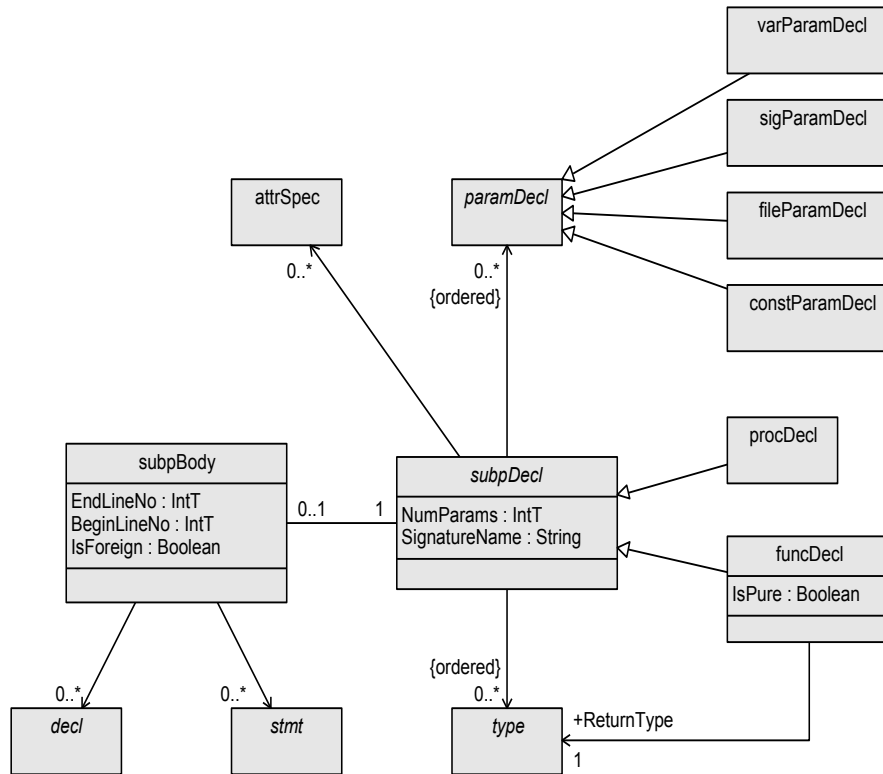 varParamDecl
sigParamDecl
attrSpec
paramDecl
fileParamDecl
0..*
0..*
{ordered}
constParamDecl
procDecl
subpBody
EndLineNo : IntT
BeginLineNo : IntT
IsForeign : Boolean
0..1
1
subpDecl
NumParams : IntT
SignatureName : String
funcDecl
IsPure : Boolean
{ordered}
0..*
0..*
0..*
+ReturnType
1
decl
stmt
type